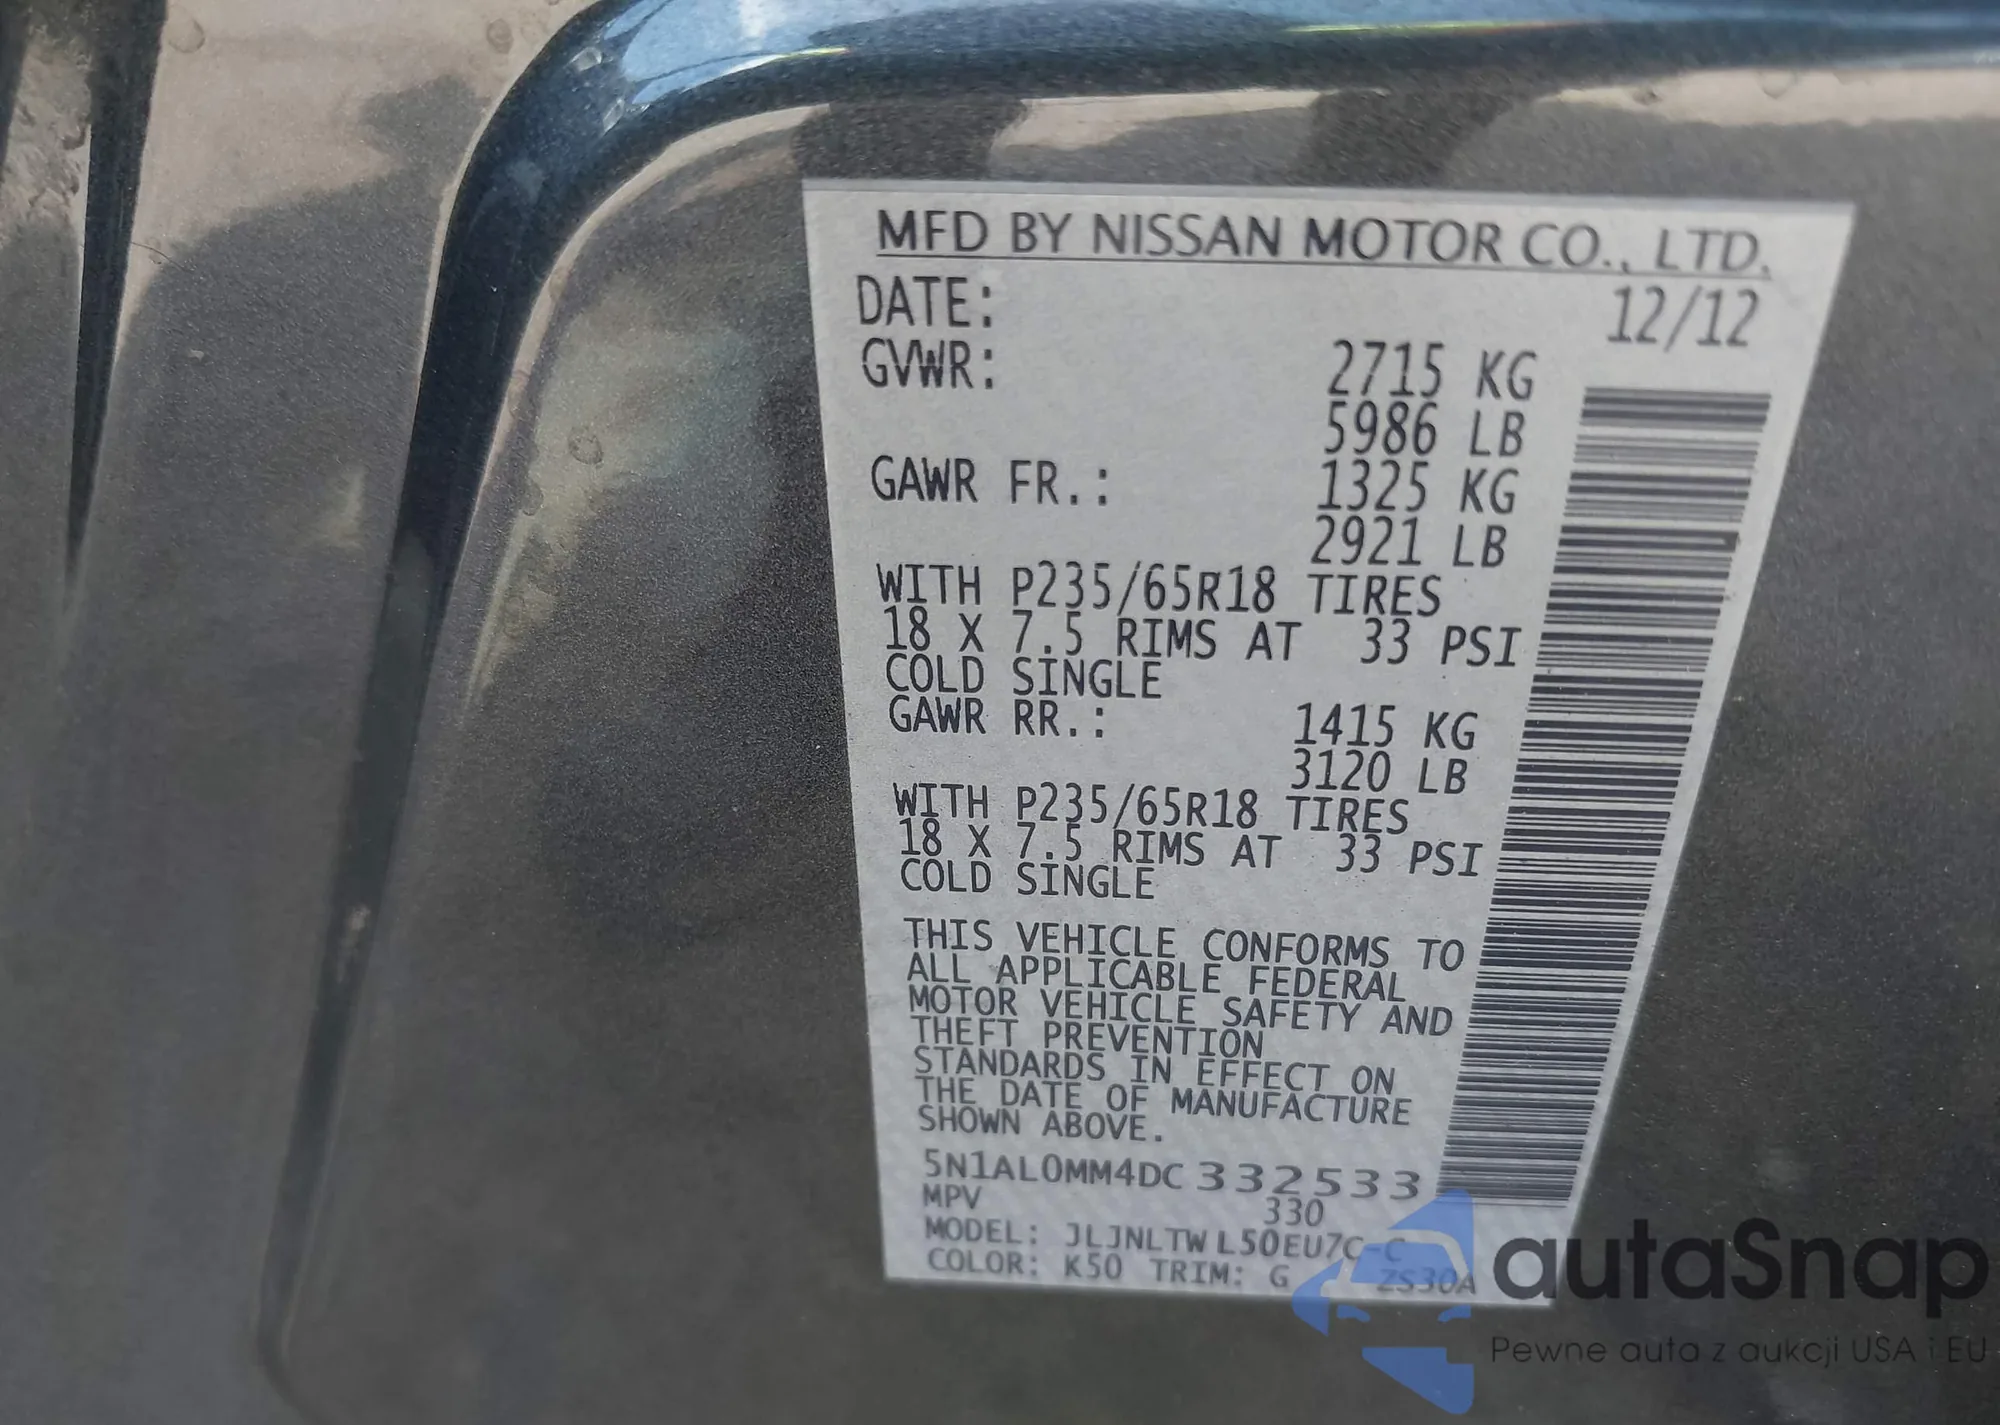 MFD BY NISSAN MOTOR CO., LTD.
DATE: 12/12
GVWR: 2715 KG
5986 LB
GAWR FR.: 1325 KG
2921 LB
WITH P235/65R18 TIRES
18 X 7.5 RIMS AT 33 PSI
COLD SINGLE
GAWR RR.: 1415 KG
3120 LB
WITH P235/65R18 TIRES
18 X 7.5 RIMS AT 33 PSI
COLD SINGLE
THIS VEHICLE CONFORMS TO
ALL APPLICABLE FEDERAL
MOTOR VEHICLE SAFETY AND
THEFT PREVENTION
STANDARDS IN EFFECT ON
THE DATE OF MANUFACTURE
SHOWN ABOVE.
5N1AL0MM4DC332533
MPV 330
MODEL: JLJNLTW L50EU7C-C
COLOR: K50 TRIM: G ZS30A
autaSnap
Pewne auta z aukcji USA i EU